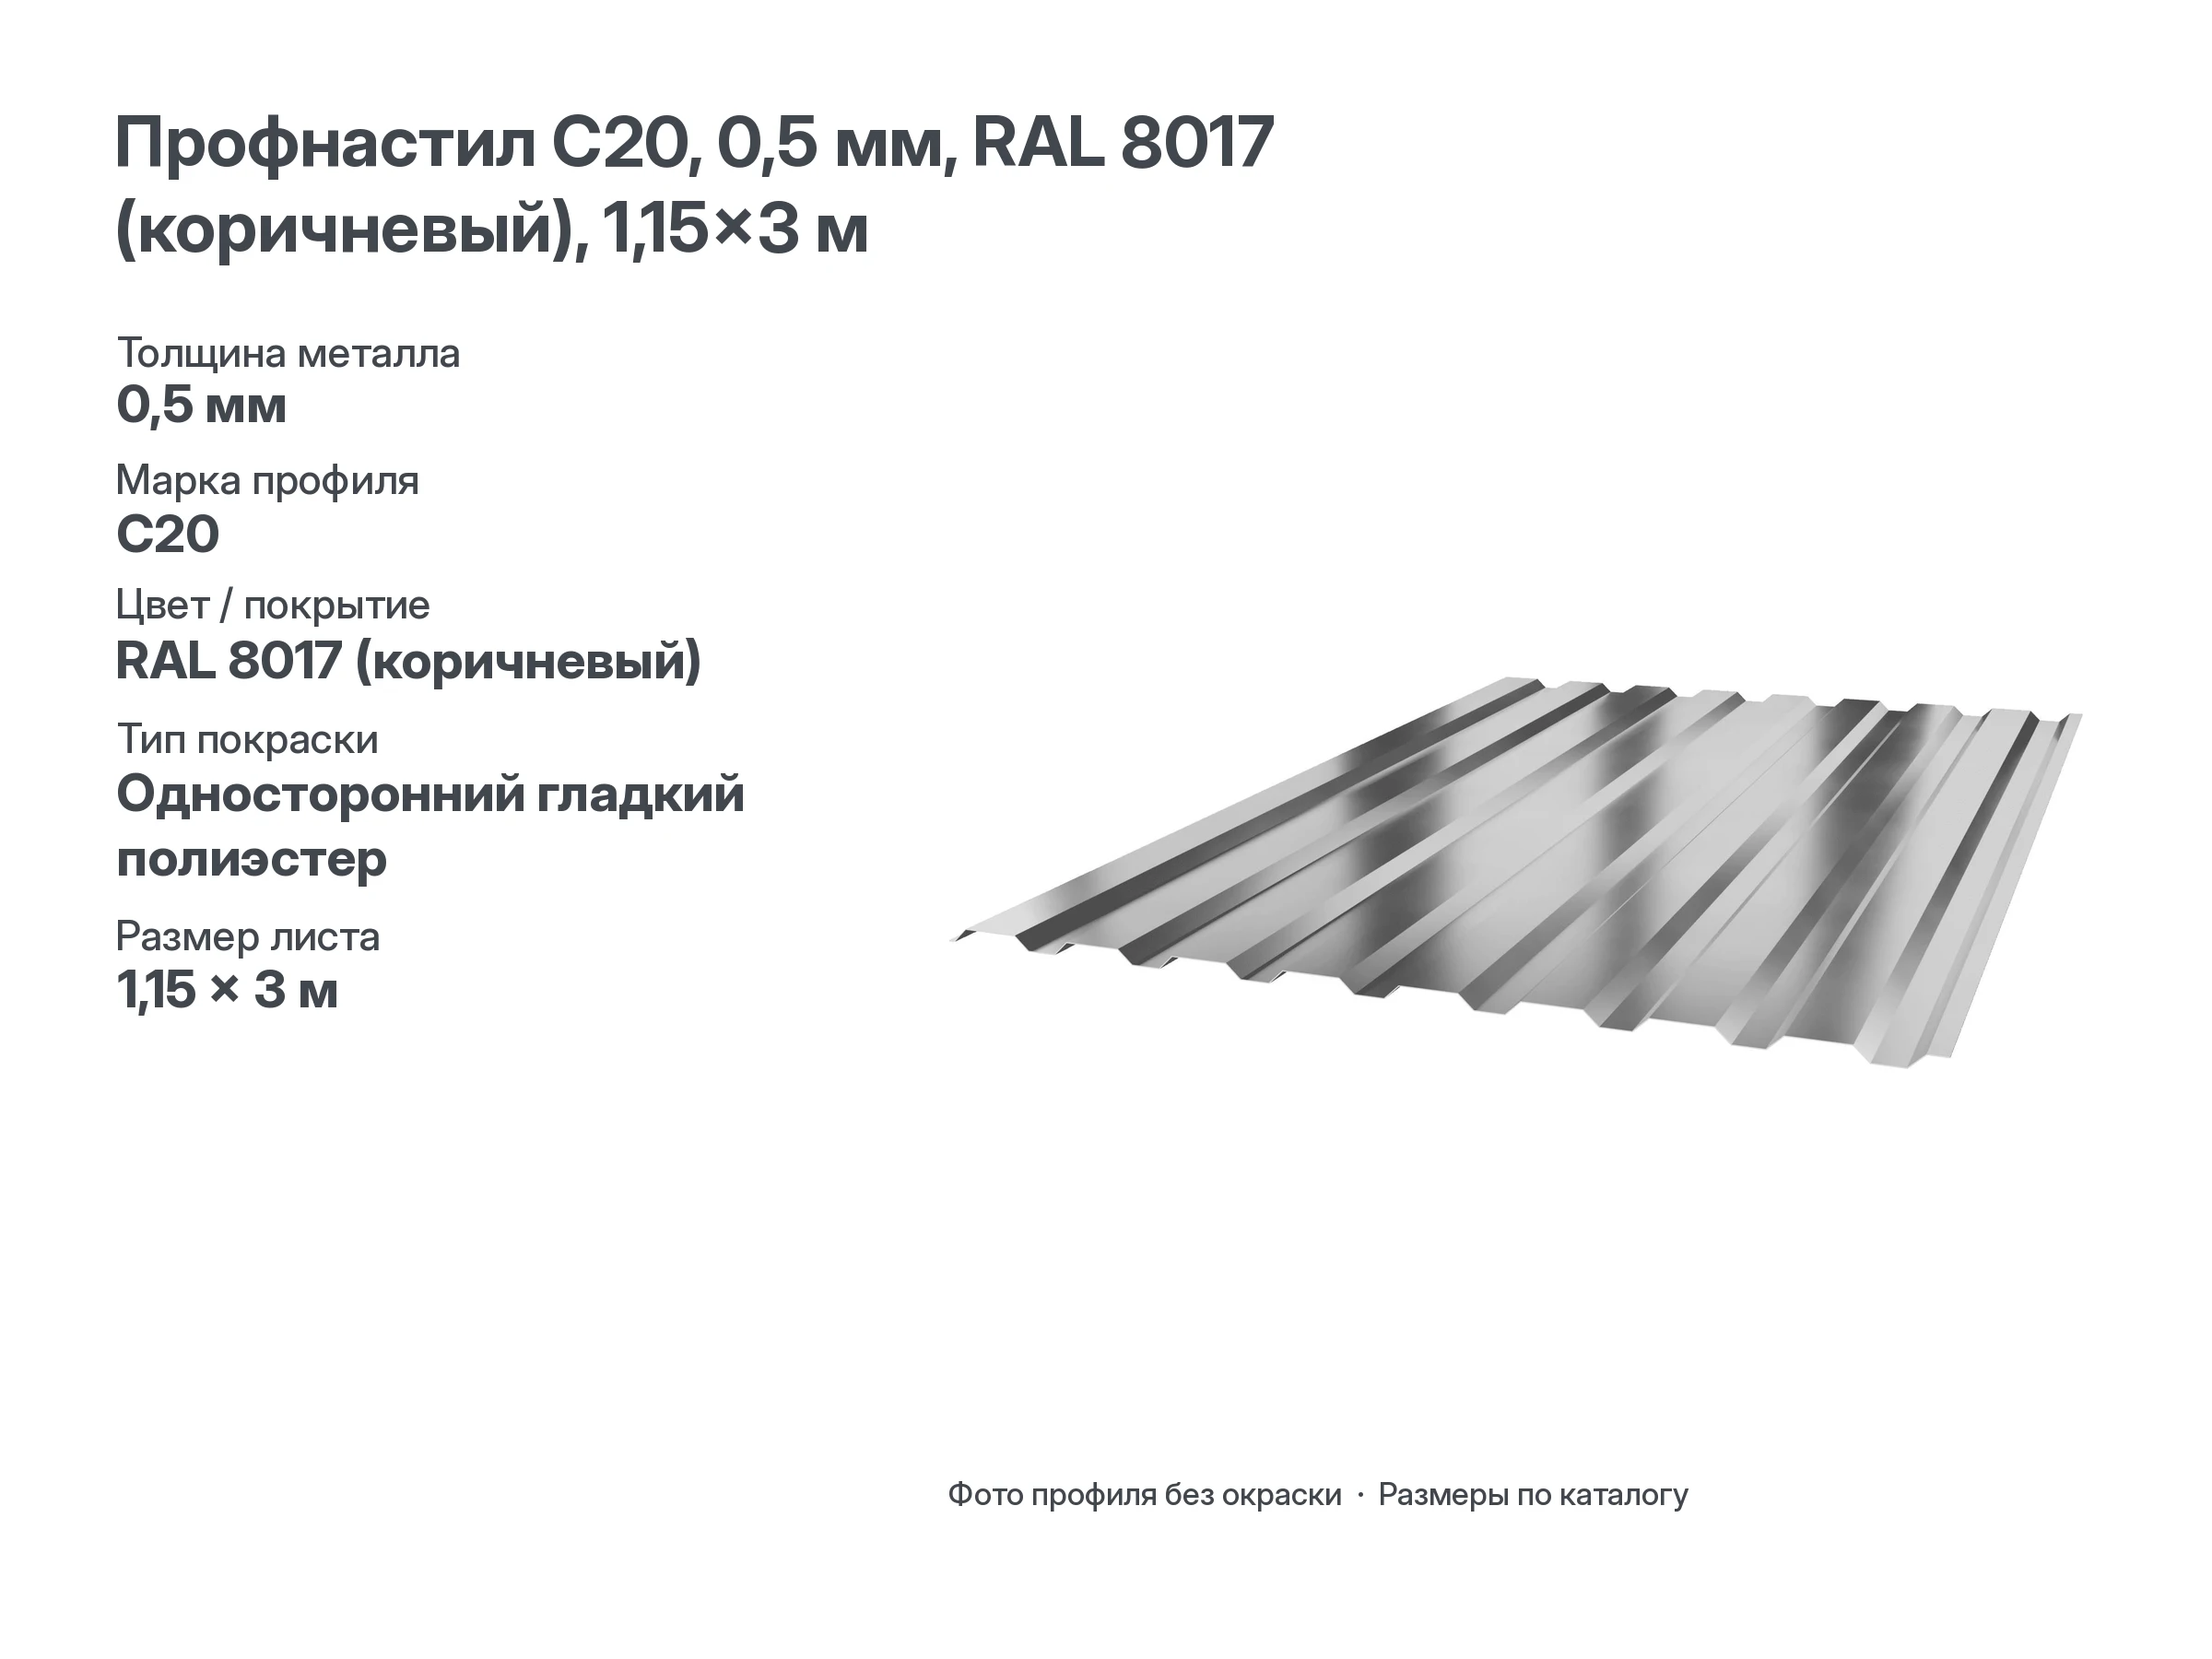 Профнастил С20, 0,5 мм, RAL 8017
(коричневый), 1,15×3 м
Толщина металла
0,5 мм
Марка профиля
С20
Цвет / покрытие
RAL 8017 (коричневый)
Тип покраски
Односторонний гладкий
полиэстер
Размер листа
1,15 × 3 м
Фото профиля без окраски · Размеры по каталогу